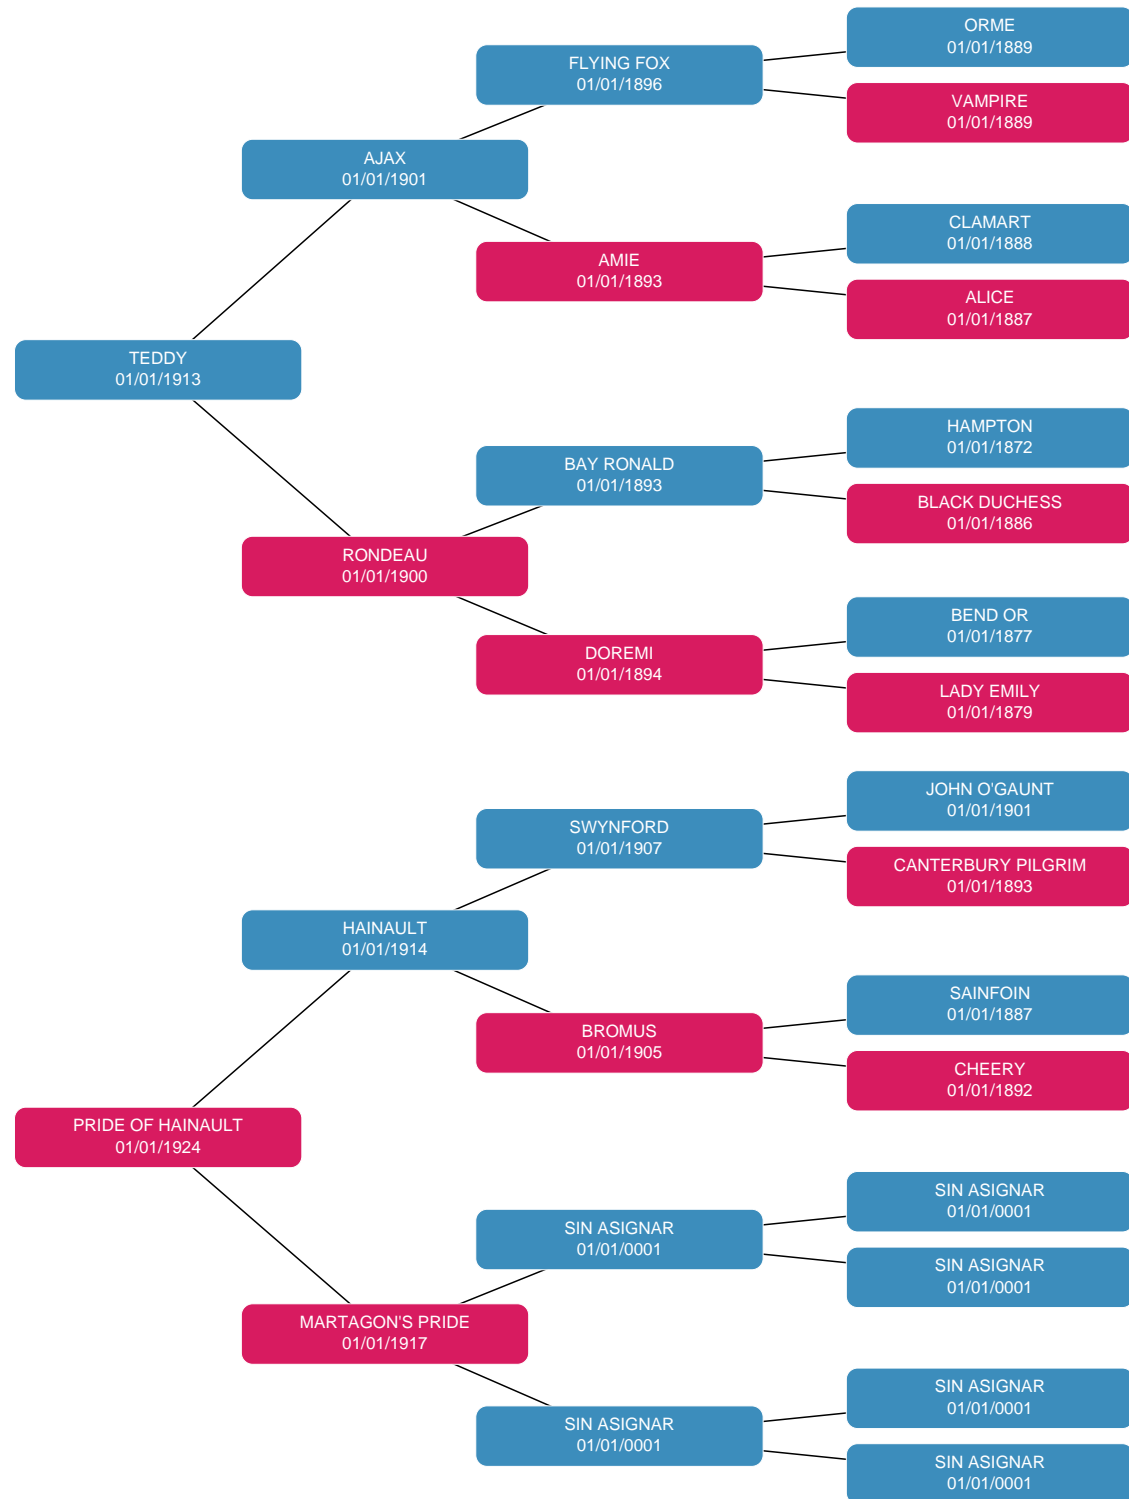 ORME
01/01/1889
FLYING FOX
01/01/1896
VAMPIRE
01/01/1889
AJAX
01/01/1901
CLAMART
01/01/1888
AMIE
01/01/1893
ALICE
01/01/1887
TEDDY
01/01/1913
HAMPTON
01/01/1872
BAY RONALD
01/01/1893
BLACK DUCHESS
01/01/1886
RONDEAU
01/01/1900
BEND OR
01/01/1877
DOREMI
01/01/1894
LADY EMILY
01/01/1879
JOHN O'GAUNT
01/01/1901
SWYNFORD
01/01/1907
CANTERBURY PILGRIM
01/01/1893
HAINAULT
01/01/1914
SAINFOIN
01/01/1887
BROMUS
01/01/1905
CHEERY
01/01/1892
PRIDE OF HAINAULT
01/01/1924
SIN ASIGNAR
01/01/0001
SIN ASIGNAR
01/01/0001
SIN ASIGNAR
01/01/0001
MARTAGON'S PRIDE
01/01/1917
SIN ASIGNAR
01/01/0001
SIN ASIGNAR
01/01/0001
SIN ASIGNAR
01/01/0001